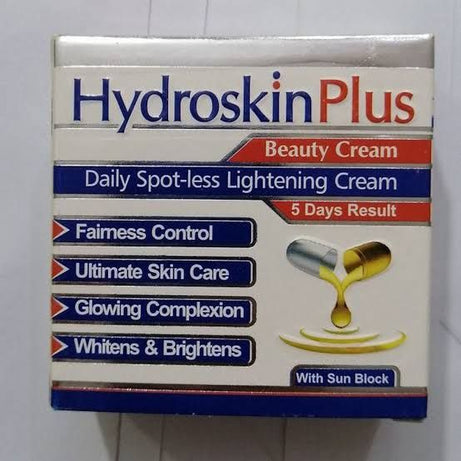 HydroskinPlus
Beauty Cream
Daily Spot-less Lightening Cream
5 Days Result
Fairness Control
Ultimate Skin Care
Glowing Complexion
Whitens & Brightens
With Sun Block